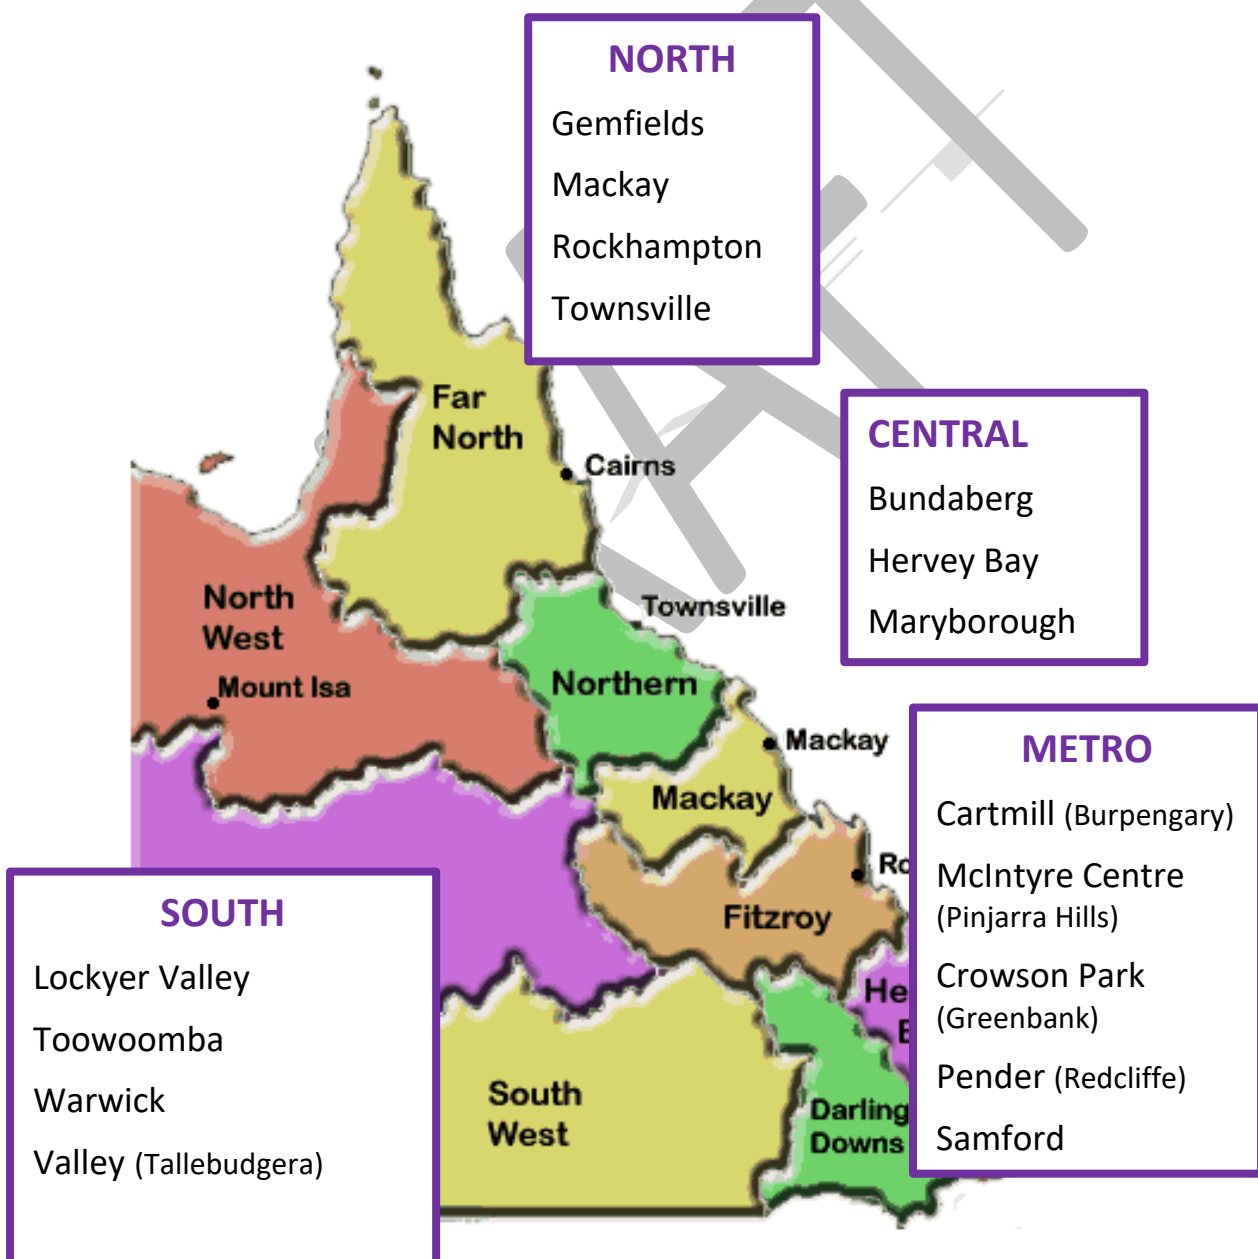 NORTH
Gemfields
Mackay
Rockhampton
Townsville
CENTRAL
Bundaberg
Hervey Bay
Maryborough
METRO
Cartmill (Burpengary)
McIntyre Centre
(Pinjarra Hills)
Crowson Park
(Greenbank)
Pender (Redcliffe)
Samford
SOUTH
Lockyer Valley
Toowoomba
Warwick
Valley (Tallebudgera)
Far
North
Cairns
North
West
Mount Isa
Townsville
Northern
Mackay
Mackay
Fitzroy
South
West
Darling
Downs